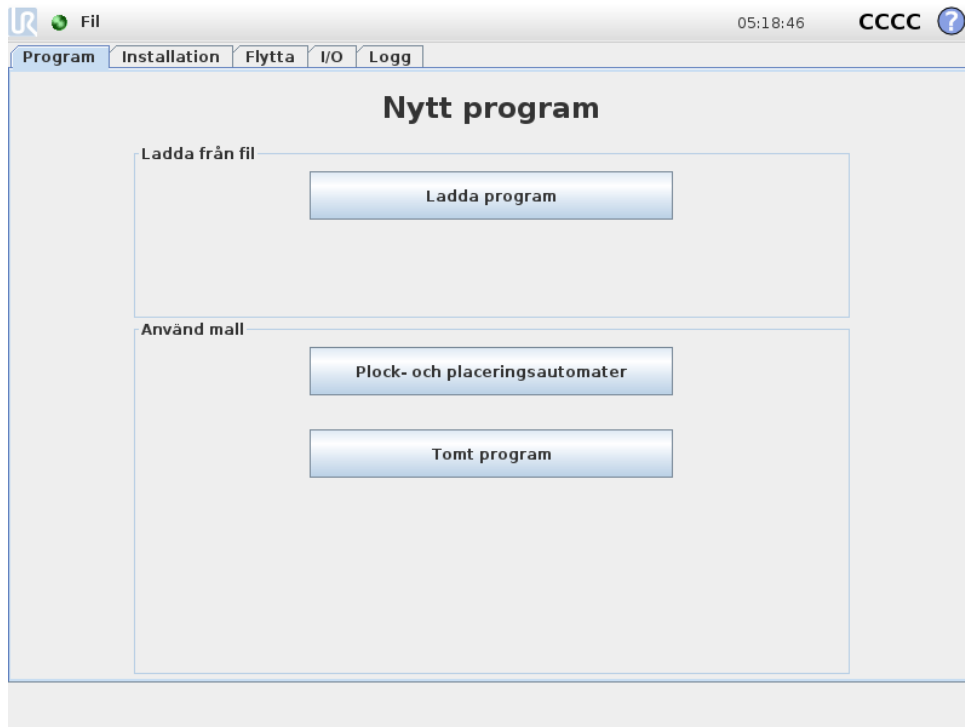 UR Fil 05:18:46 CCCC ?
Program Installation Flytta I/O Logg
Nytt program
Ladda från fil
Ladda program
Använd mall
Plock- och placeringsautomater
Tomt program